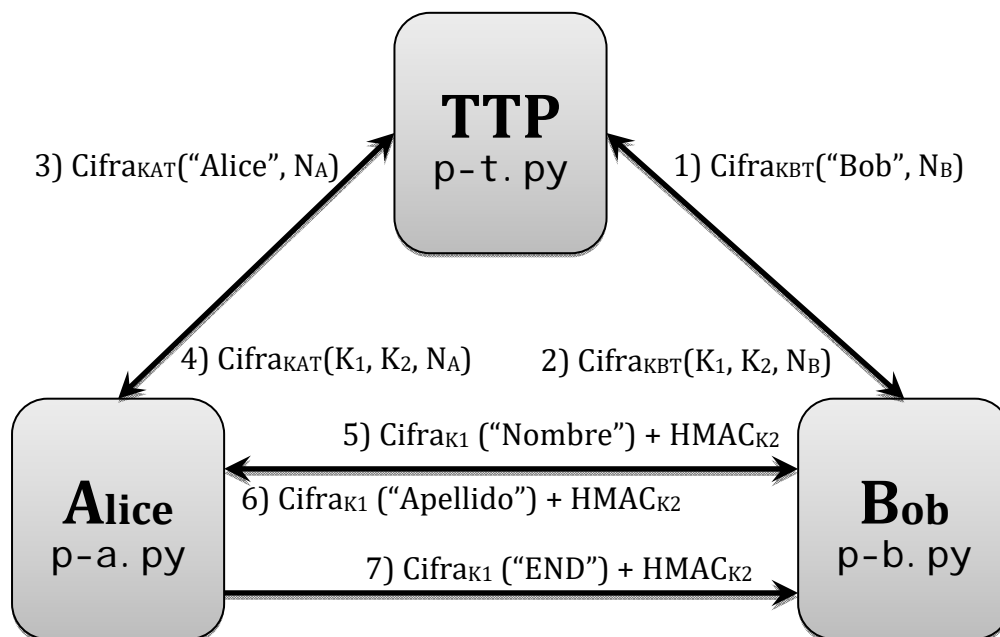 TTP
p-t.py
3) CifraKAT(“Alice”, NA)
1) CifraKBT(“Bob”, NB)
4) CifraKAT(K1, K2, NA)
2) CifraKBT(K1, K2, NB)
5) CifraK1 (“Nombre”) + HMACK2
6) CifraK1 (“Apellido”) + HMACK2
7) CifraK1 (“END”) + HMACK2
Alice
p-a.py
Bob
p-b.py